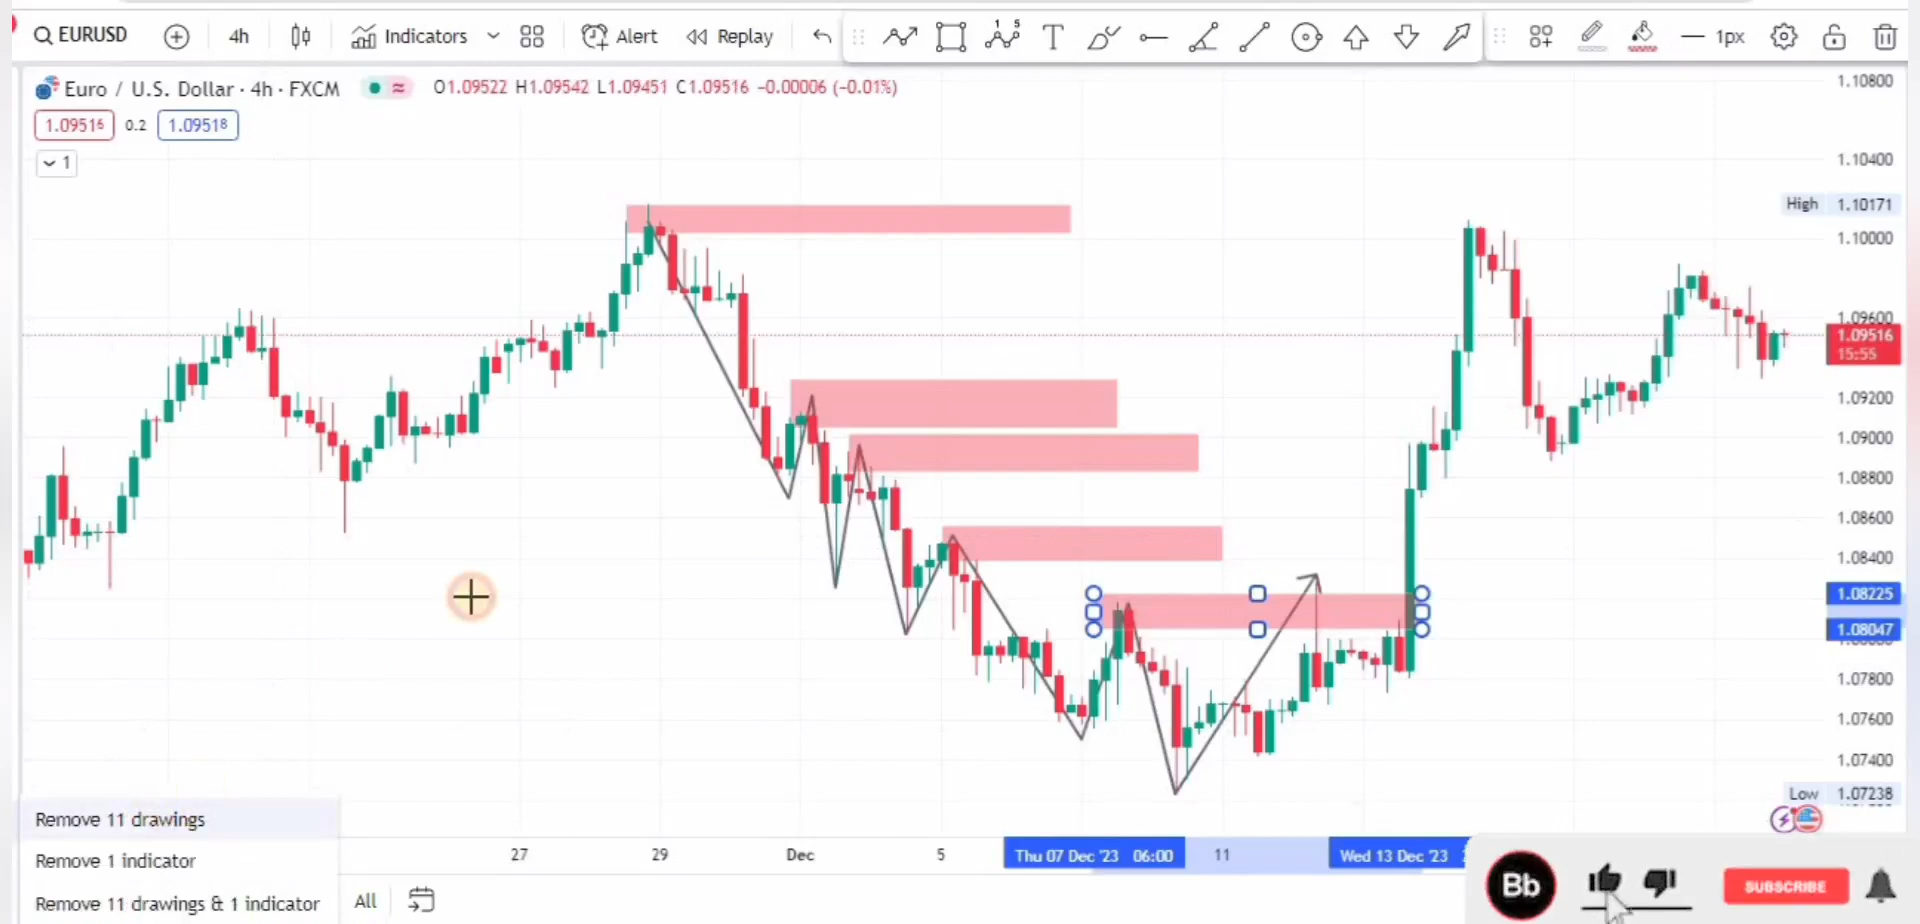 EURUSD 4h Indicators Alert Replay 1 5 T 1px
Euro / U.S. Dollar · 4h · FXCM O1.09522 H1.09542 L1.09451 C1.09516 −0.00006 (−0.01%)
1.09516 0.2 1.09518
1
1.10800
1.10400
High 1.10171
1.10000
1.09600
1.09516
15:55
1.09200
1.09000
1.08800
1.08600
1.08400
1.08225
1.08047
1.07800
1.07600
1.07400
Low 1.07238
27 29 Dec 5 Thu 07 Dec '23 06:00 11 Wed 13 Dec '23
Remove 11 drawings
Remove 1 indicator
Remove 11 drawings & 1 indicator
All
Bb
SUBSCRIBE